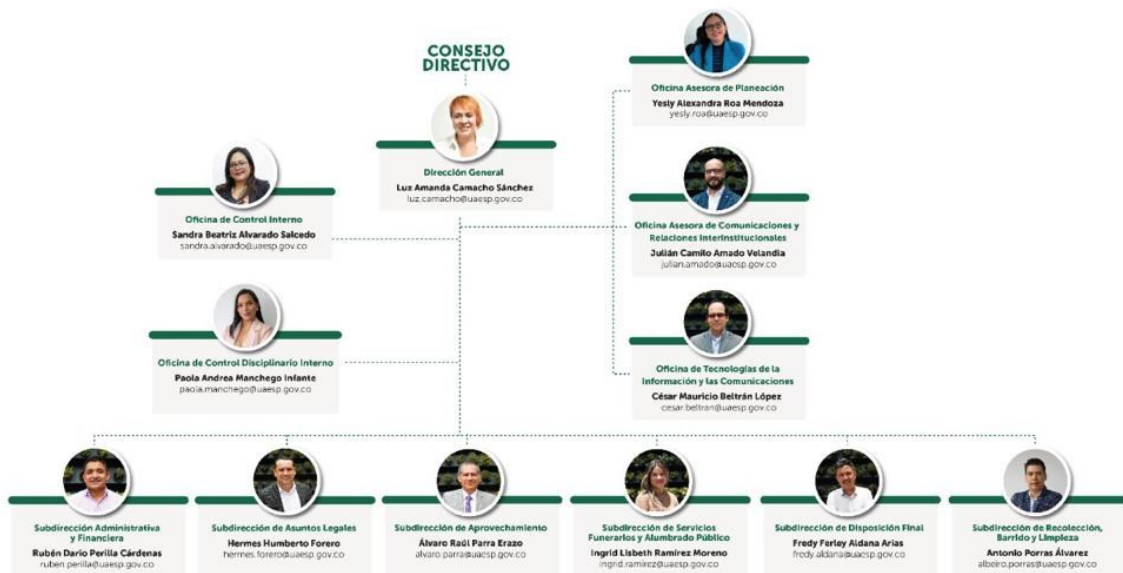 CONSEJO
DIRECTIVO
Dirección General
Luz Amanda Camacho Sánchez
luz.camacho@uaesp.gov.co
Oficina Asesora de Planeación
Yesly Alexandra Roa Mendoza
yesly.roa@uaesp.gov.co
Oficina de Control Interno
Sandra Beatriz Alvarado Salcedo
sandra.alvarado@uaesp.gov.co
Oficina Asesora de Comunicaciones y
Relaciones Interinstitucionales
Julián Camilo Amado Velandia
julian.amado@uaesp.gov.co
Oficina de Control Disciplinario Interno
Paola Andrea Manchego Infante
paola.manchego@uaesp.gov.co
Oficina de Tecnologías de la
Información y las Comunicaciones
César Mauricio Beltrán López
cesar.beltran@uaesp.gov.co
Subdirección Administrativa
y Financiera
Rubén Dario Perilla Cárdenas
ruben.perilla@uaesp.gov.co
Subdirección de Asuntos Legales
Hermes Humberto Forero
hermes.forero@uaesp.gov.co
Subdirección de Aprovechamiento
Álvaro Raúl Parra Erazo
alvaro.parra@uaesp.gov.co
Subdirección de Servicios
Funerarios y Alumbrado Público
Ingrid Lisbeth Ramírez Moreno
ingrid.ramirez@uaesp.gov.co
Subdirección de Disposición Final
Fredy Ferley Aldana Arias
fredy.aldana@uaesp.gov.co
Subdirección de Recolección,
Barrido y Limpieza
Antonio Porras Álvarez
albeiro.porras@uaesp.gov.co